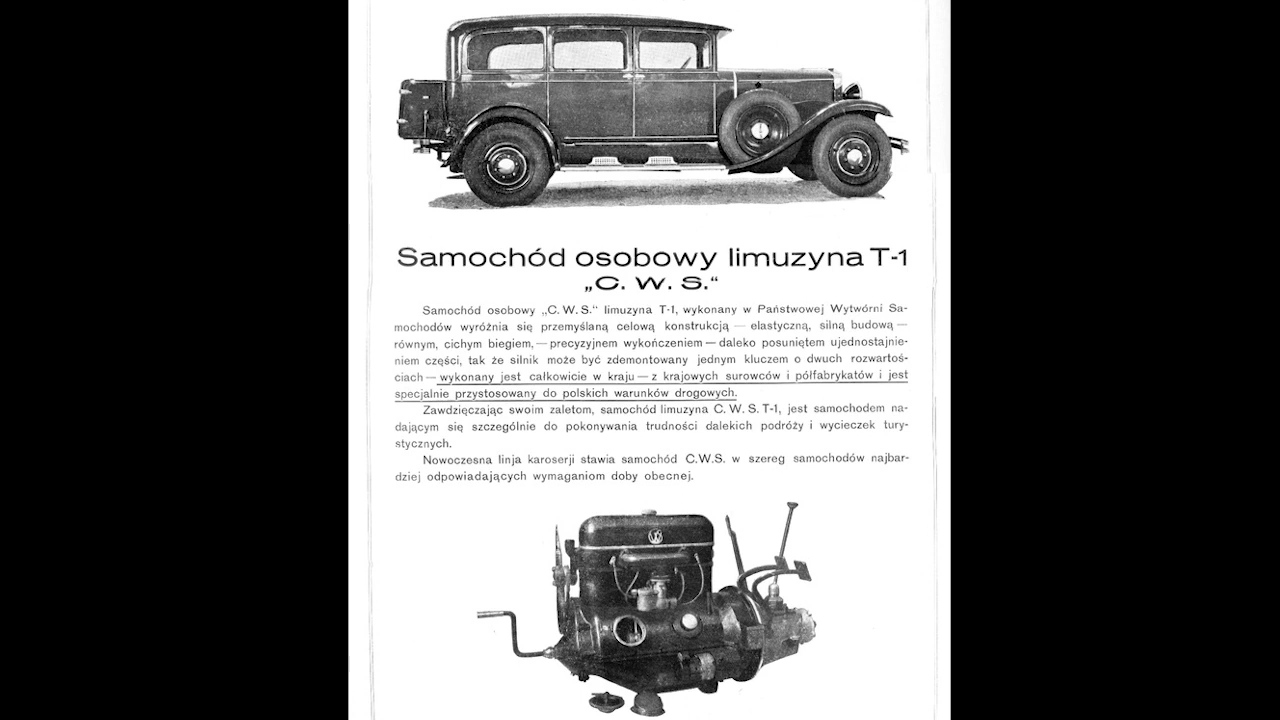 Samochód osobowy limuzyna T-1
„C. W. S.“
Samochód osobowy „C. W. S.“ limuzyna T-1, wykonany w Państwowej Wytwórni Sa-
mochodów wyróżnia się przemyślaną celową konstrukcją — elastyczną, silną budową —
równym, cichym biegiem, — precyzyjnem wykończeniem — daleko posuniętem ujednostajnie-
niem części, tak że silnik może być zdemontowany jednym kluczem o dwuch rozwartoś-
ciach — wykonany jest całkowicie w kraju — z krajowych surowców i półfabrykatów i jest
specjalnie przystosowany do polskich warunków drogowych.
Zawdzięczając swoim zaletom, samochód limuzyna C. W. S. T-1, jest samochodem na-
dającym się szczególnie do pokonywania trudności dalekich podróży i wycieczek tury-
stycznych.
Nowoczesna linja karoserji stawia samochód C.W.S. w szereg samochodów najbar-
dziej odpowiadających wymaganiom doby obecnej.